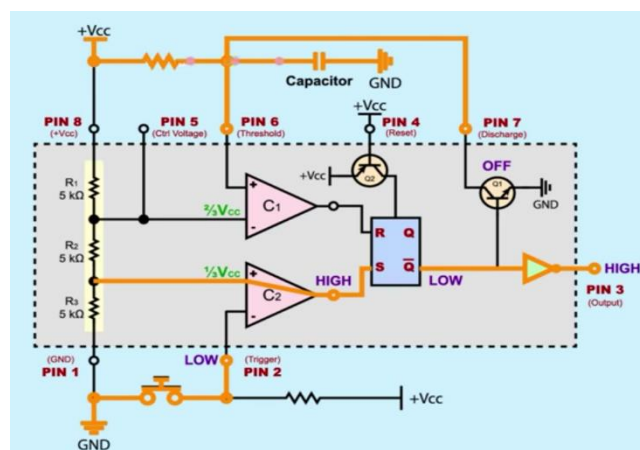 +Vcc
Capacitor
GND
PIN 8
(+Vcc)
PIN 5
(Ctrl Voltage)
PIN 6
(Threshold)
+Vcc
PIN 4
(Reset)
PIN 7
(Discharge)
R1
5 kΩ
+Vcc
Q2
OFF
Q1
GND
+
C1
-
⅔Vcc
R Q
R2
5 kΩ
⅓Vcc
+
C2
-
HIGH
S Q̅
LOW
HIGH
PIN 3
(Output)
R3
5 kΩ
(GND)
PIN 1
LOW
(Trigger)
PIN 2
+Vcc
GND